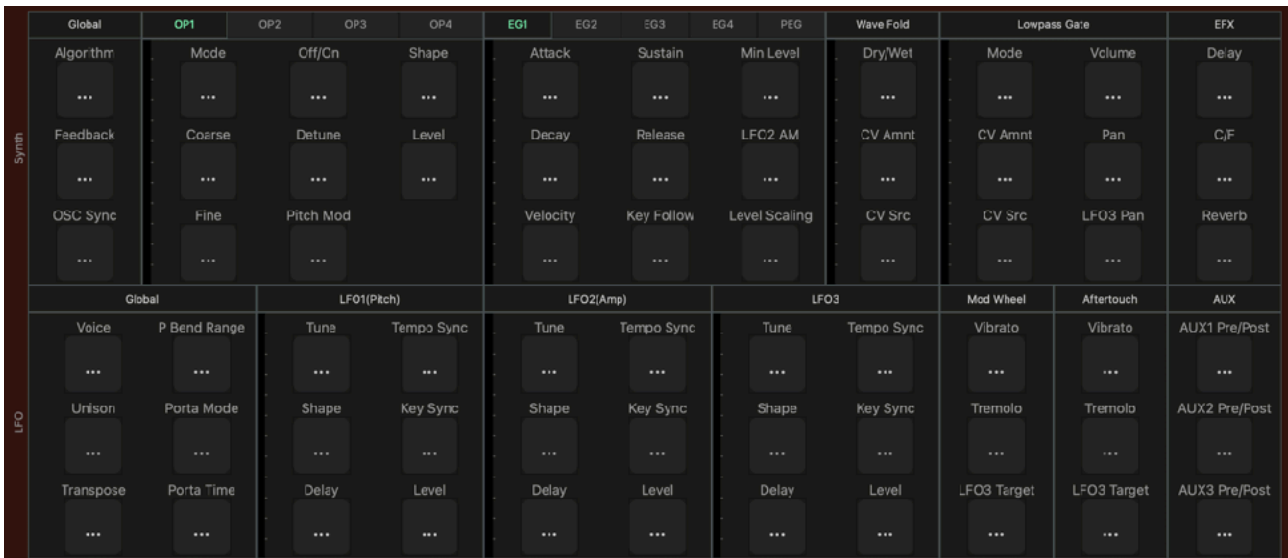 Global OP1 OP2 OP3 OP4 EG1 EG2 EG3 EG4 PEG Wave Fold Lowpass Gate EFX
Synth
Algorithm Mode Off/On Shape Attack Sustain Min Level Dry/Wet Mode Volume Delay
... ... ... ... ... ... ... ... ... ... ...
Feedback Coarse Detune Level Decay Release LFO2 AM CV Amnt CV Amnt Pan C/F
... ... ... ... ... ... ... ... ... ... ...
OSC Sync Fine Pitch Mod Velocity Key Follow Level Scaling CV Src CV Src LFO3 Pan Reverb
... ... ... ... ... ... ... ... ... ...
Global LFO1(Pitch) LFO2(Amp) LFO3 Mod Wheel Aftertouch AUX
LFO
Voice P Bend Range Tune Tempo Sync Tune Tempo Sync Tune Tempo Sync Vibrato Vibrato AUX1 Pre/Post
... ... ... ... ... ... ... ... ... ... ...
Unison Porta Mode Shape Key Sync Shape Key Sync Shape Key Sync Tremolo Tremolo AUX2 Pre/Post
... ... ... ... ... ... ... ... ... ... ...
Transpose Porta Time Delay Level Delay Level Delay Level LFO3 Target LFO3 Target AUX3 Pre/Post
... ... ... ... ... ... ... ... ... ... ...